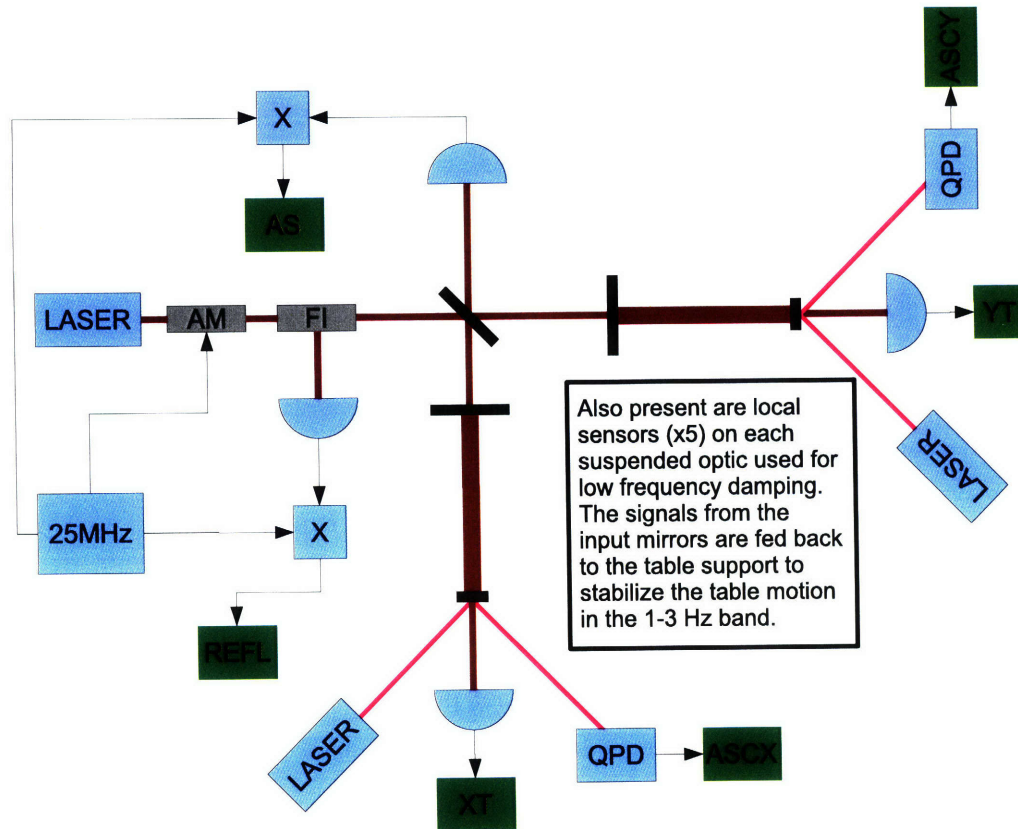 ASCY
X
QPD
AS
LASER
AM
FI
YT
Also present are local
sensors (x5) on each
suspended optic used for
low frequency damping.
The signals from the
input mirrors are fed back
to the table support to
stabilize the table motion
in the 1-3 Hz band.
LASER
25MHz
X
REFL
LASER
QPD
ASCX
XT